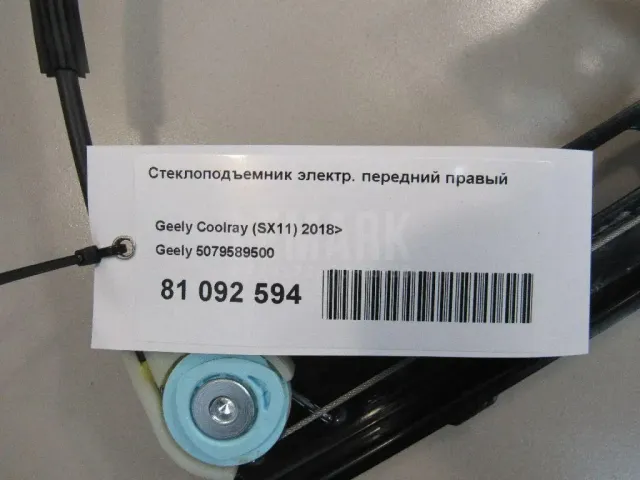 Стеклоподъемник электр. передний правый
Geely Coolray (SX11) 2018>
Geely 5079589500
81 092 594